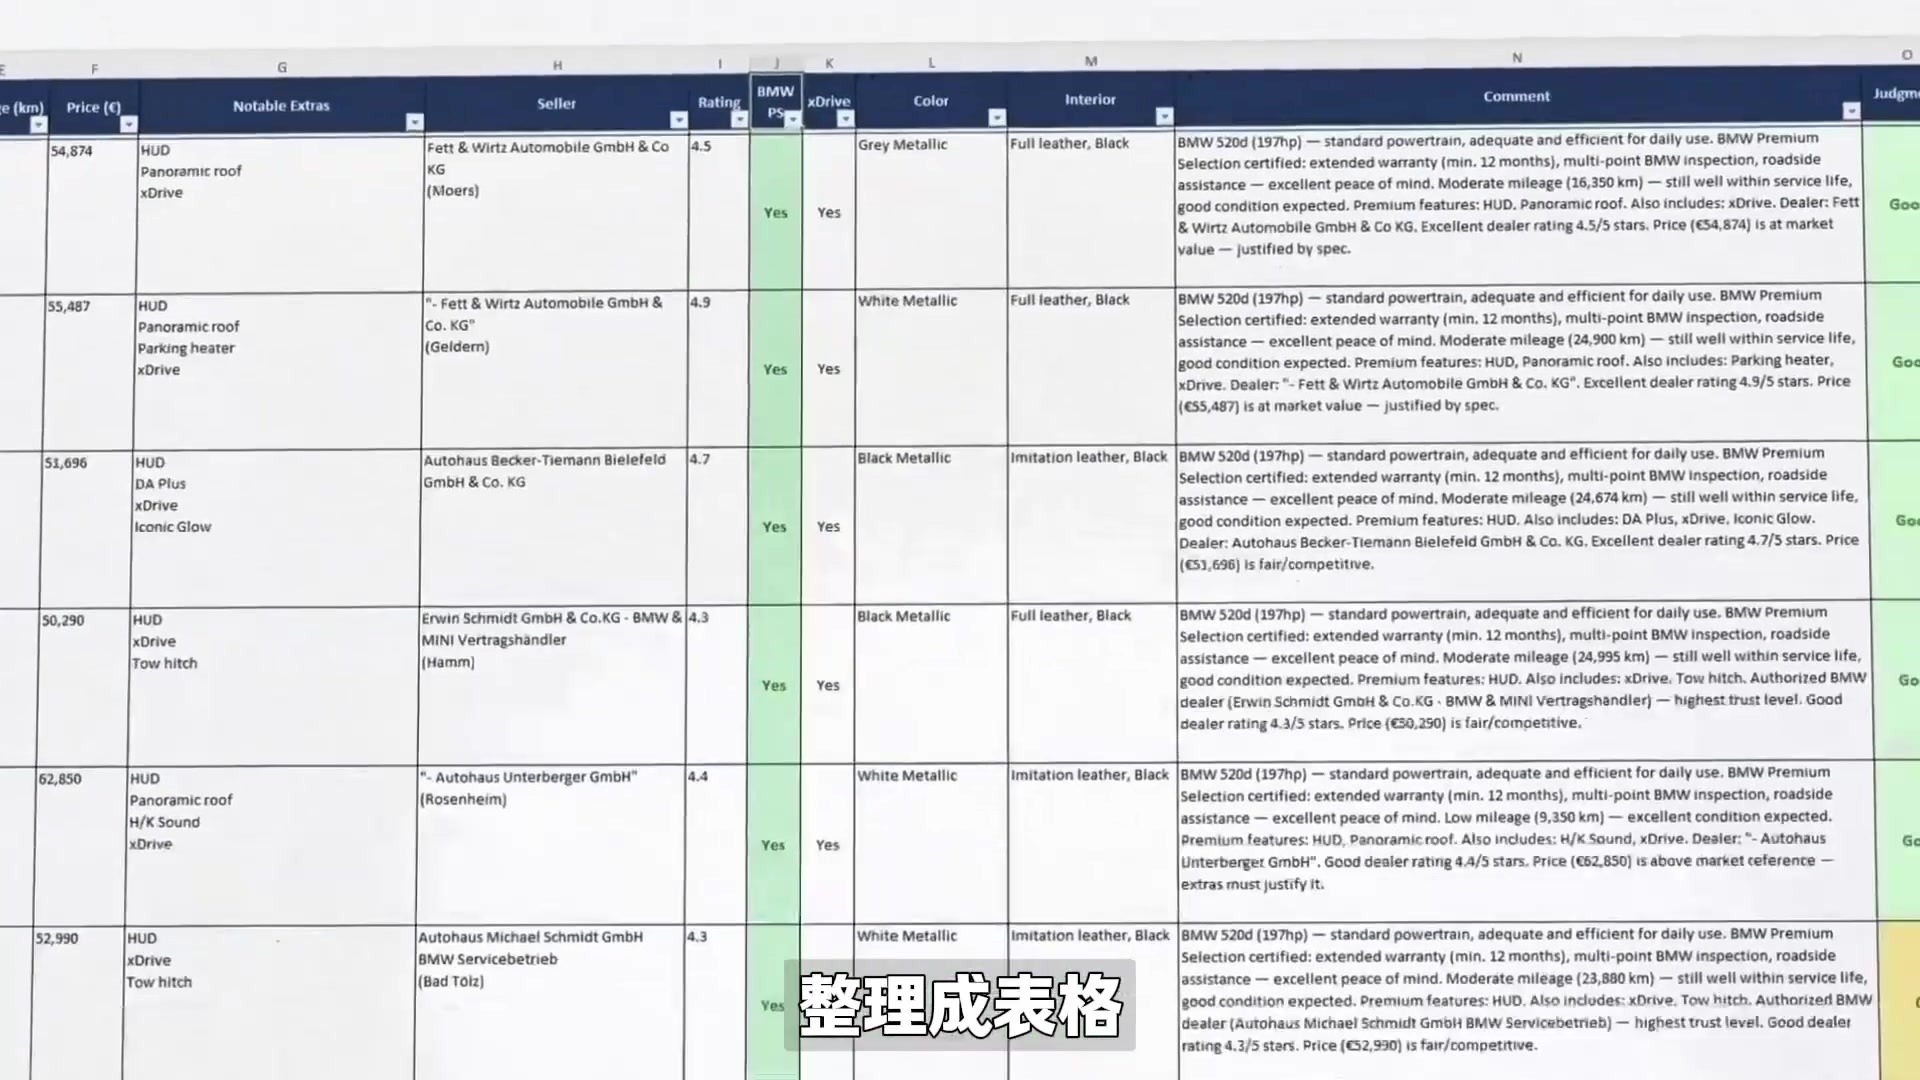 E F G H I J K L M N O
e (km) Price (€) Notable Extras Seller Rating BMW PS xDrive Color Interior Comment Judgme
54,874
HUD
Panoramic roof
xDrive
Fett & Wirtz Automobile GmbH & Co
KG
(Moers)
4.5
Yes
Yes
Grey Metallic
Full leather, Black
BMW 520d (197hp) — standard powertrain, adequate and efficient for daily use. BMW Premium
Selection certified: extended warranty (min. 12 months), multi-point BMW inspection, roadside
assistance — excellent peace of mind. Moderate mileage (16,350 km) — still well within service life,
good condition expected. Premium features: HUD, Panoramic roof. Also includes: xDrive. Dealer: Fett
& Wirtz Automobile GmbH & Co KG. Excellent dealer rating 4.5/5 stars. Price (€54,874) is at market
value — justified by spec.
Goo
55,487
HUD
Panoramic roof
Parking heater
xDrive
"- Fett & Wirtz Automobile GmbH &
Co. KG"
(Geldern)
4.9
Yes
Yes
White Metallic
Full leather, Black
BMW 520d (197hp) — standard powertrain, adequate and efficient for daily use. BMW Premium
Selection certified: extended warranty (min. 12 months), multi-point BMW inspection, roadside
assistance — excellent peace of mind. Moderate mileage (24,900 km) — still well within service life,
good condition expected. Premium features: HUD, Panoramic roof. Also includes: Parking heater,
xDrive. Dealer: "- Fett & Wirtz Automobile GmbH & Co. KG". Excellent dealer rating 4.9/5 stars. Price
(€55,487) is at market value — justified by spec.
Goo
51,696
HUD
DA Plus
xDrive
Iconic Glow
Autohaus Becker-Tiemann Bielefeld
GmbH & Co. KG
4.7
Yes
Yes
Black Metallic
Imitation leather, Black
BMW 520d (197hp) — standard powertrain, adequate and efficient for daily use. BMW Premium
Selection certified: extended warranty (min. 12 months), multi-point BMW inspection, roadside
assistance — excellent peace of mind. Moderate mileage (24,674 km) — still well within service life,
good condition expected. Premium features: HUD. Also includes: DA Plus, xDrive, Iconic Glow.
Dealer: Autohaus Becker-Tiemann Bielefeld GmbH & Co. KG. Excellent dealer rating 4.7/5 stars. Price
(€51,696) is fair/competitive.
Goo
50,290
HUD
xDrive
Tow hitch
Erwin Schmidt GmbH & Co.KG - BMW &
MINI Vertragshändler
(Hamm)
4.3
Yes
Yes
Black Metallic
Full leather, Black
BMW 520d (197hp) — standard powertrain, adequate and efficient for daily use. BMW Premium
Selection certified: extended warranty (min. 12 months), multi-point BMW inspection, roadside
assistance — excellent peace of mind. Moderate mileage (24,995 km) — still well within service life,
good condition expected. Premium features: HUD. Also includes: xDrive, Tow hitch. Authorized BMW
dealer (Erwin Schmidt GmbH & Co.KG - BMW & MINI Vertragshändler) — highest trust level. Good
dealer rating 4.3/5 stars. Price (€50,290) is fair/competitive.
Go
62,850
HUD
Panoramic roof
H/K Sound
xDrive
"- Autohaus Unterberger GmbH"
(Rosenheim)
4.4
Yes
Yes
White Metallic
Imitation leather, Black
BMW 520d (197hp) — standard powertrain, adequate and efficient for daily use. BMW Premium
Selection certified: extended warranty (min. 12 months), multi-point BMW inspection, roadside
assistance — excellent peace of mind. Low mileage (9,350 km) — excellent condition expected.
Premium features: HUD, Panoramic roof. Also includes: H/K Sound, xDrive. Dealer: "- Autohaus
Unterberger GmbH". Good dealer rating 4.4/5 stars. Price (€62,850) is above market ceference —
extras must justify it.
Go
52,990
HUD
xDrive
Tow hitch
Autohaus Michael Schmidt GmbH
BMW Servicebetrieb
(Bad Tölz)
4.3
Yes
White Metallic
Imitation leather, Black
BMW 520d (197hp) — standard powertrain, adequate and efficient for daily use. BMW Premium
Selection certified: extended warranty (min. 12 months), multi-point BMW inspection, roadside
assistance — excellent peace of mind. Moderate mileage (23,880 km) — still well within service life,
good condition expected. Premium features: HUD. Also includes: xDrive, Tow hitch. Authorized BMW
dealer (Autohaus Michael Schmidt GmbH BMW Servicebetrieb) — highest trust level. Good dealer
rating 4.3/5 stars. Price (€52,990) is fair/competitive.
整理成表格